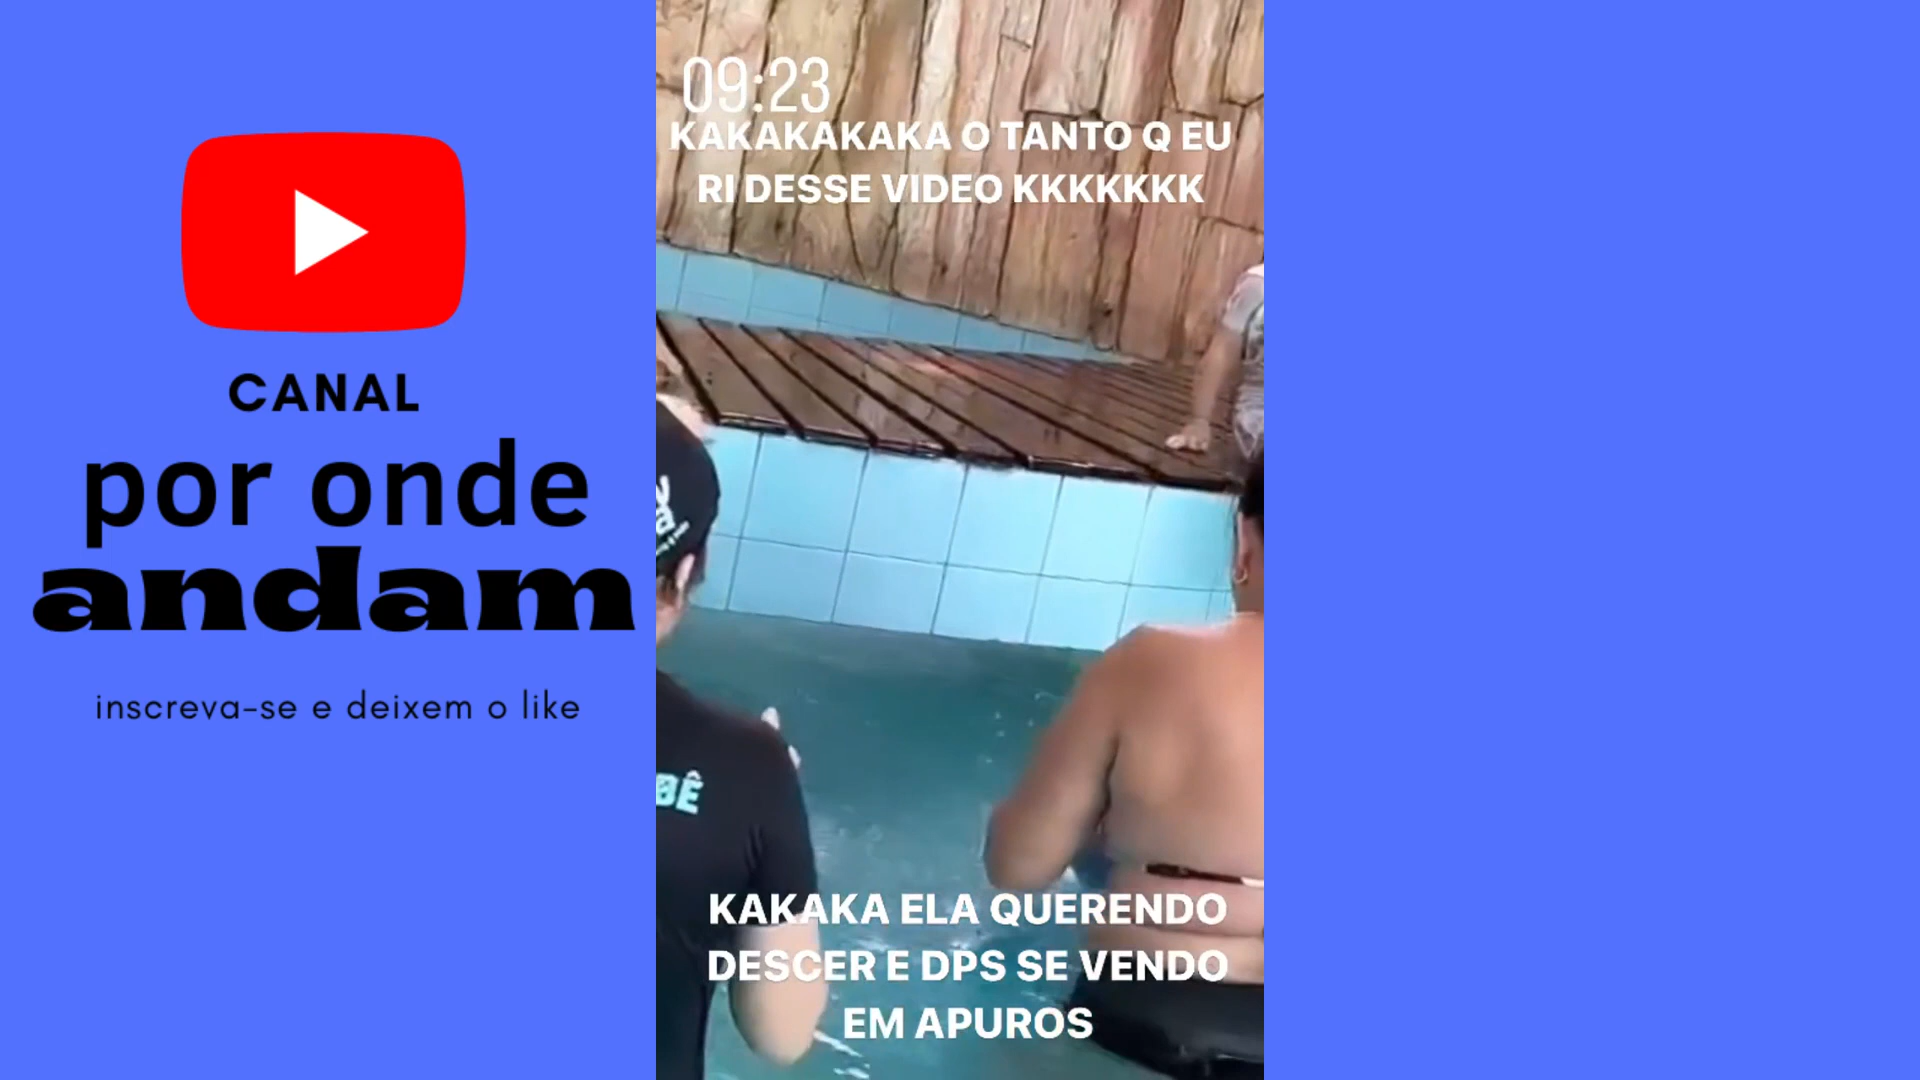 CANAL
por onde
andam
inscreva-se e deixem o like
09:23
KAKAKAKAKA O TANTO Q EU
RI DESSE VIDEO KKKKKKK
BÊ
KAKAKA ELA QUERENDO
DESCER E DPS SE VENDO
EM APUROS